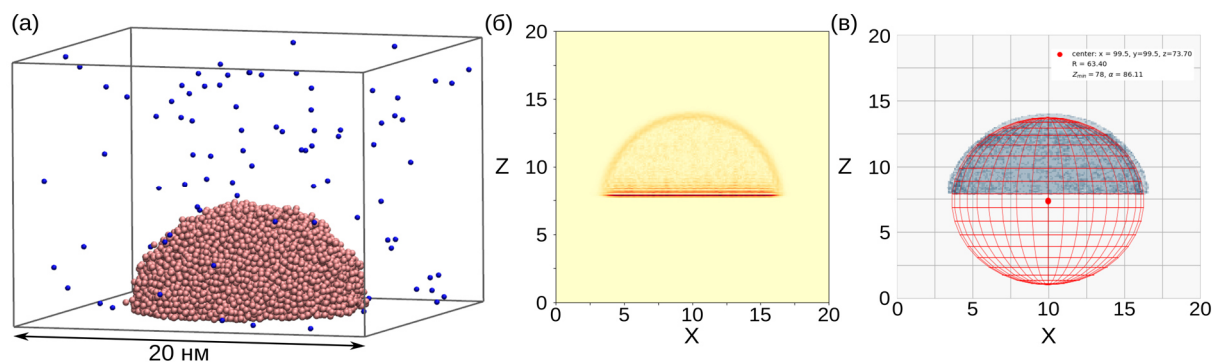 (а)
20 нм
(б)
Z
20
15
10
5
0
0 5 10 15 20
X
(в)
Z
20
15
10
5
0
center: x = 99.5, y=99.5, z=73.70
R = 63.40
Zmin = 78, α = 86.11
0 5 10 15 20
X